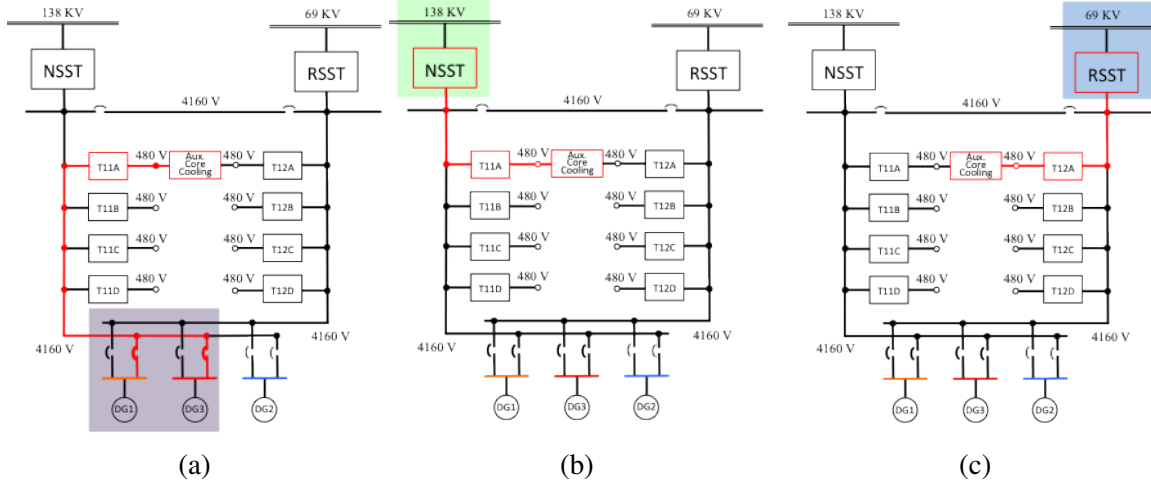 138 KV 69 KV
NSST RSST
4160 V
480 V 480 V
T11A Aux. Core Cooling T12A
480 V 480 V
T11B T12B
480 V 480 V
T11C T12C
480 V 480 V
T11D T12D
4160 V
DG1 DG3 DG2
(a)
138 KV 69 KV
NSST RSST
4160 V
480 V 480 V
T11A Aux. Core Cooling T12A
480 V 480 V
T11B T12B
480 V 480 V
T11C T12C
480 V 480 V
T11D T12D
4160 V 4160 V
DG1 DG3 DG2
(b)
138 KV 69 KV
NSST RSST
4160 V
480 V 480 V
T11A Aux. Core Cooling T12A
480 V 480 V
T11B T12B
480 V 480 V
T11C T12C
480 V 480 V
T11D T12D
4160 V 4160 V
DG1 DG3 DG2
(c)